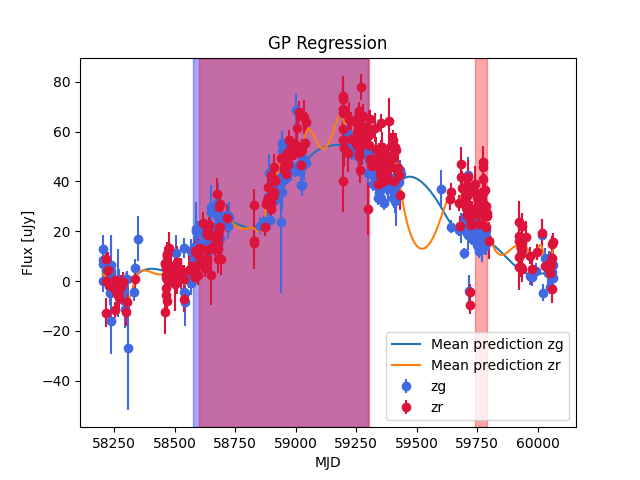 GP Regression
Flux [uJy]
80
60
40
20
0
−20
−40
Mean prediction zg
Mean prediction zr
zg
zr
58250 58500 58750 59000 59250 59500 59750 60000
MJD